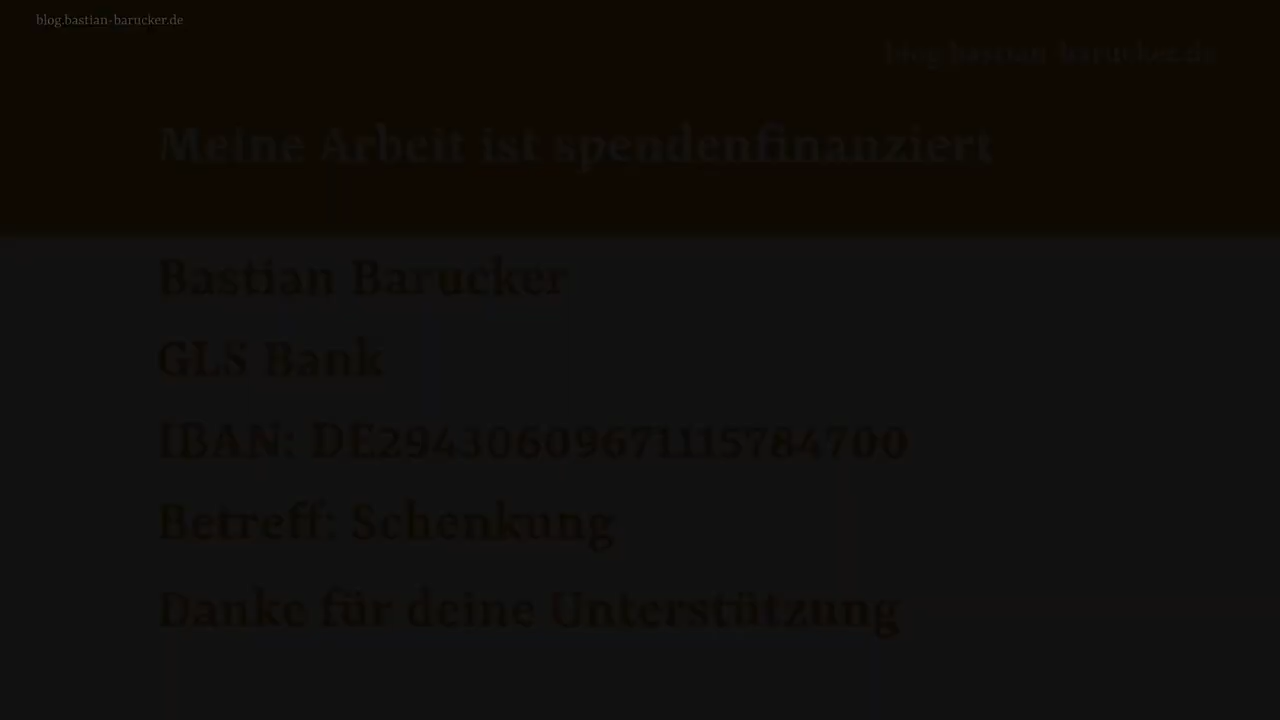 blog.bastian-barucker.de
blog.bastian-barucker.de
Meine Arbeit ist spendenfinanziert
Bastian Barucker
GLS Bank
IBAN: DE29430609671115784700
Betreff: Schenkung
Danke für deine Unterstützung